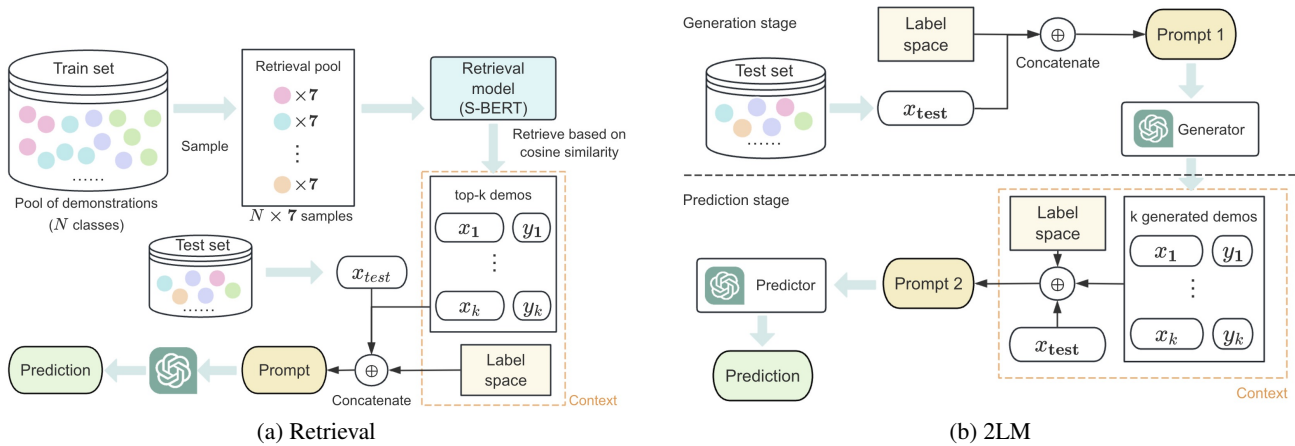 Train set
......
Pool of demonstrations
(N classes)
Sample
Retrieval pool
× 7
× 7
⋮
× 7
N × 7 samples
Retrieval
model
(S-BERT)
Retrieve based on
cosine similarity
top-k demos
x1 y1
⋮
xk yk
Test set
......
xtest
Label
space
Context
⊕
Concatenate
Prompt
Prediction
(a) Retrieval
Generation stage
Label
space
Test set
......
xtest
⊕
Concatenate
Prompt 1
Generator
Prediction stage
k generated demos
x1 y1
⋮
xk yk
Label
space
⊕
xtest
Context
Prompt 2
Predictor
Prediction
(b) 2LM